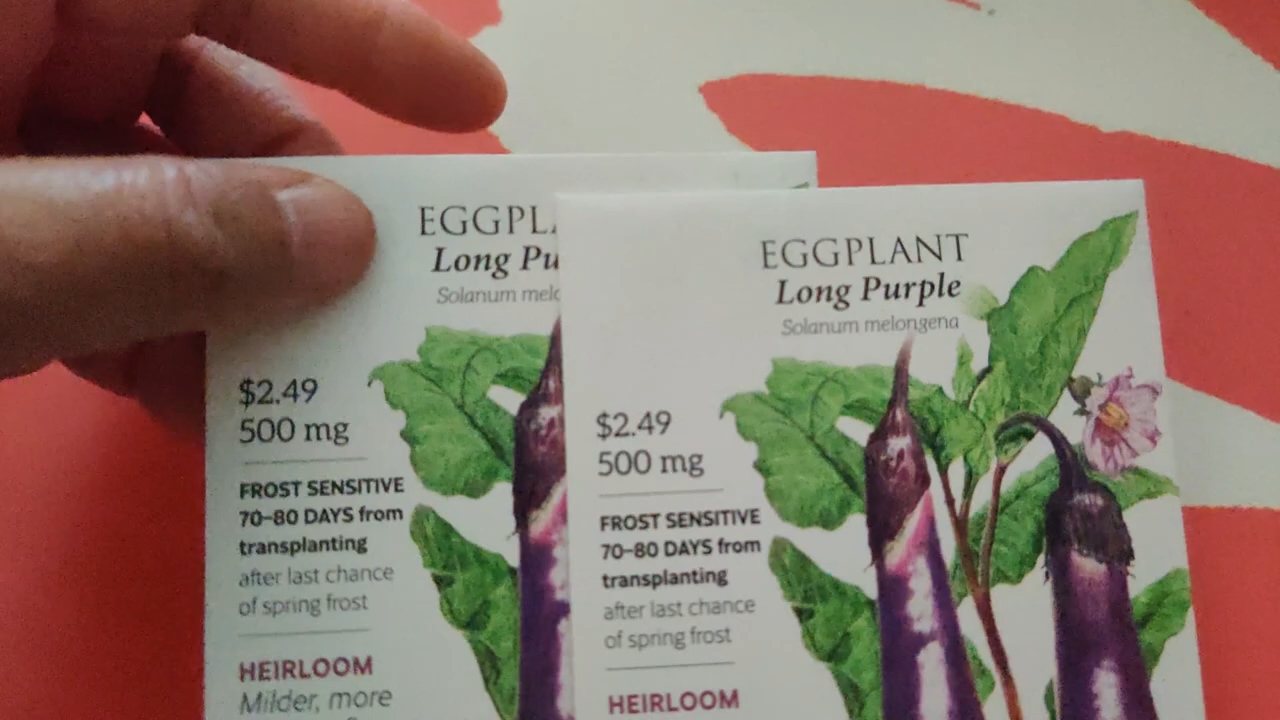 EGGPLA
Long Pu
Solanum melo
$2.49
500 mg
FROST SENSITIVE
70–80 DAYS from
transplanting
after last chance
of spring frost
HEIRLOOM
Milder, more
EGGPLANT
Long Purple
Solanum melongena
$2.49
500 mg
FROST SENSITIVE
70–80 DAYS from
transplanting
after last chance
of spring frost
HEIRLOOM